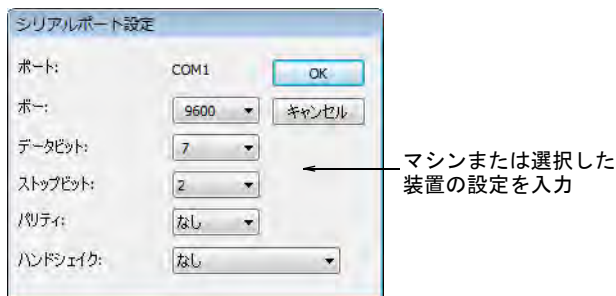 シリアルポート設定
ポート: COM1 OK
ボー: 9600 キャンセル
データビット: 7
ストップビット: 2
パリティ: なし
ハンドシェイク: なし
マシンまたは選択した
装置の設定を入力